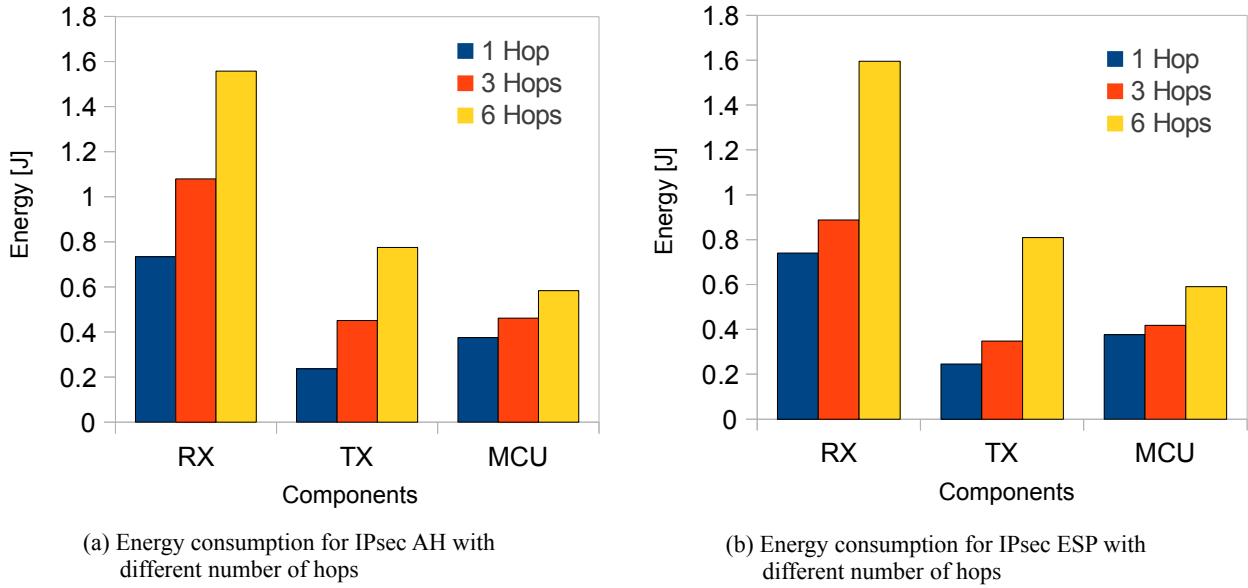 1.8
1.6
1.4
1.2
1
0.8
0.6
0.4
0.2
0
Energy [J]
1 Hop
3 Hops
6 Hops
RX TX MCU
Components
(a) Energy consumption for IPsec AH with
different number of hops
1.8
1.6
1.4
1.2
1
0.8
0.6
0.4
0.2
0
Energy [J]
1 Hop
3 Hops
6 Hops
RX TX MCU
Components
(b) Energy consumption for IPsec ESP with
different number of hops